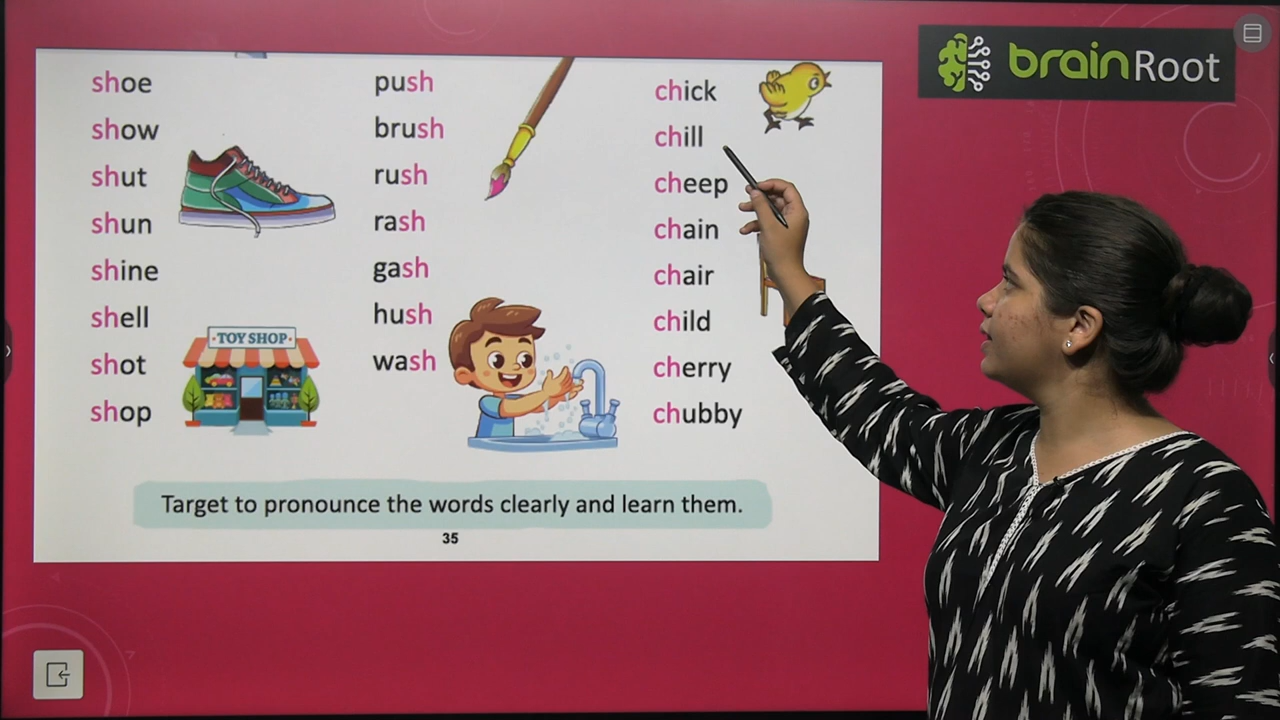 brainRoot
shoe
show
shut
shun
shine
shell
shot
shop
TOY SHOP
push
brush
rush
rash
gash
hush
wash
chick
chill
cheep
chain
chair
child
cherry
chubby
Target to pronounce the words clearly and learn them.
35